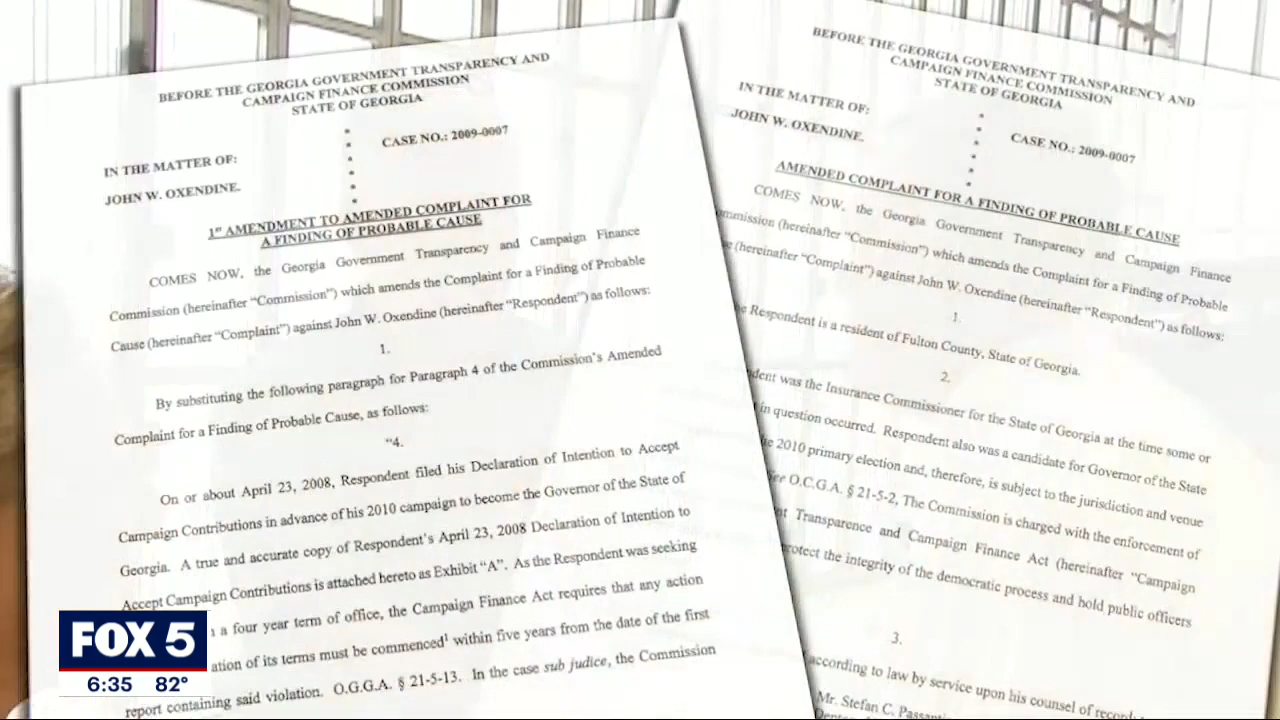 BEFORE THE GEORGIA GOVERNMENT TRANSPARENCY AND
CAMPAIGN FINANCE COMMISSION
STATE OF GEORGIA
IN THE MATTER OF:
JOHN W. OXENDINE.
CASE NO.: 2009-0007
1st AMENDMENT TO AMENDED COMPLAINT FOR
A FINDING OF PROBABLE CAUSE
COMES NOW, the Georgia Government Transparency and Campaign Finance
Commission (hereinafter “Commission”) which amends the Complaint for a Finding of Probable
Cause (hereinafter “Complaint”) against John W. Oxendine (hereinafter “Respondent”) as follows:
1.
By substituting the following paragraph for Paragraph 4 of the Commission’s Amended
Complaint for a Finding of Probable Cause, as follows:
“4.
On or about April 23, 2008, Respondent filed his Declaration of Intention to Accept
Campaign Contributions in advance of his 2010 campaign to become the Governor of the State of
Georgia. A true and accurate copy of Respondent’s April 23, 2008 Declaration of Intention to
Accept Campaign Contributions is attached hereto as Exhibit “A”. As the Respondent was seeking
a four year term of office, the Campaign Finance Act requires that any action
ation of its terms must be commenced1 within five years from the date of the first
report containing said violation. O.G.G.A. § 21-5-13. In the case sub judice, the Commission
BEFORE THE GEORGIA GOVERNMENT TRANSPARENCY AND
CAMPAIGN FINANCE COMMISSION
STATE OF GEORGIA
IN THE MATTER OF:
JOHN W. OXENDINE.
CASE NO.: 2009-0007
AMENDED COMPLAINT FOR A FINDING OF PROBABLE CAUSE
COMES NOW, the Georgia Government Transparency and Campaign Finance
mmission (hereinafter “Commission”) which amends the Complaint for a Finding of Probable
(hereinafter “Complaint”) against John W. Oxendine (hereinafter “Respondent”) as follows:
1.
Respondent is a resident of Fulton County, State of Georgia.
2.
dent was the Insurance Commissioner for the State of Georgia at the time some or
in question occurred. Respondent also was a candidate for Governor of the State
2010 primary election and, therefore, is subject to the jurisdiction and venue
See O.C.G.A. § 21-5-2, The Commission is charged with the enforcement of
nt Transparence and Campaign Finance Act (hereinafter “Campaign
rotect the integrity of the democratic process and hold public officers
3.
according to law by service upon his counsel of record,
Mr. Stefan C. Passanti
FOX 5
6:35 82°